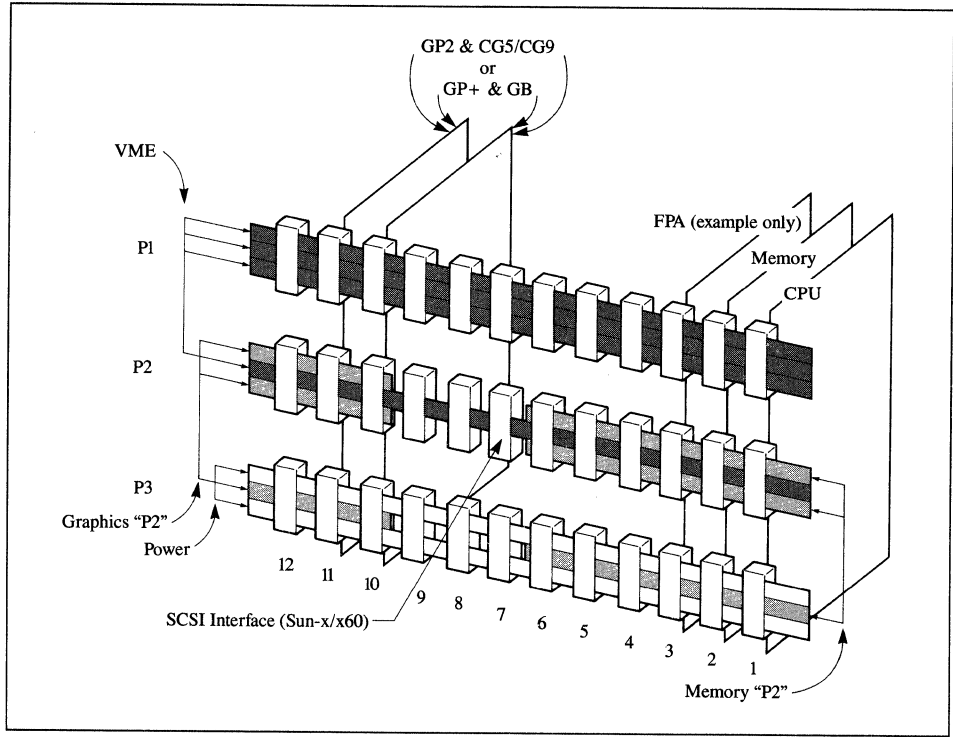 GP2 & CG5/CG9
or
GP+ & GB
VME
FPA (example only)
P1
Memory
CPU
P2
P3
Graphics “P2”
Power
12
11
10
9
8
7
6
5
4
3
2
1
SCSI Interface (Sun-x/x60)
Memory “P2”